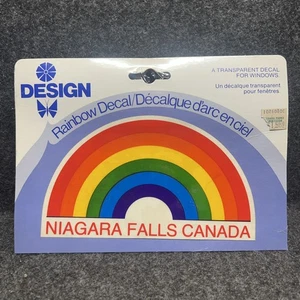 DESIGN
A TRANSPARENT DECAL
FOR WINDOWS.
Un décalque transparent
pour fenêtres.
Rainbow Decal/Décalque d'arc en ciel
NIAGARA FALLS CANADA